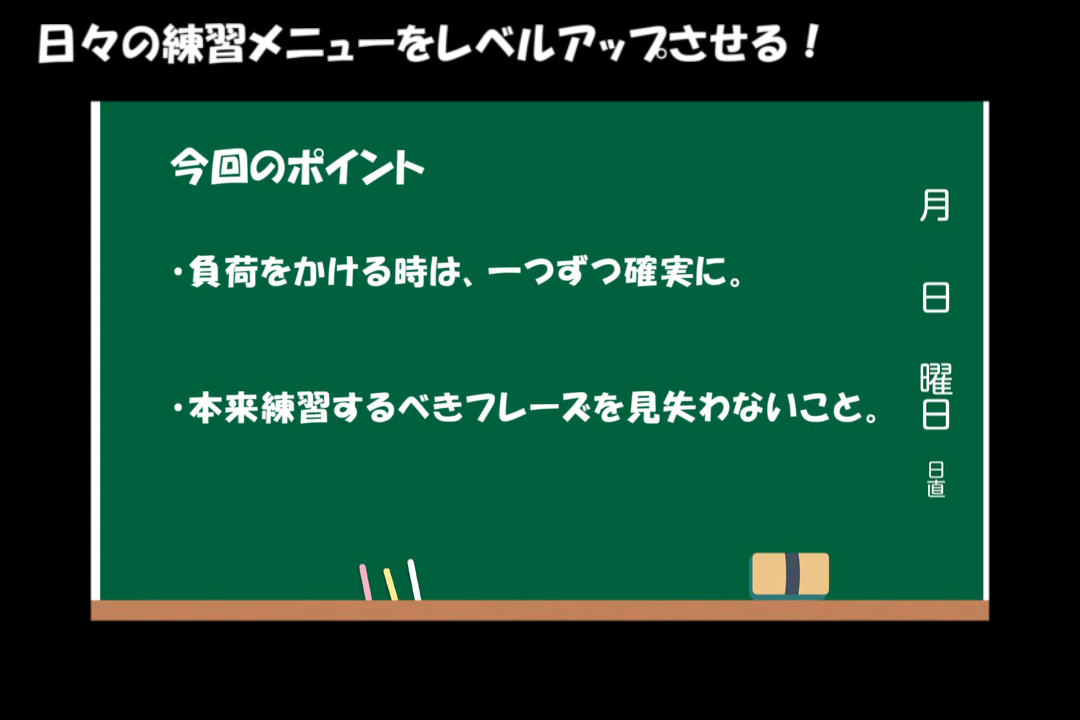 日々の練習メニューをレベルアップさせる！
今回のポイント
・負荷をかける時は、一つずつ確実に。
・本来練習するべきフレーズを見失わないこと。
月
日
曜日
日直